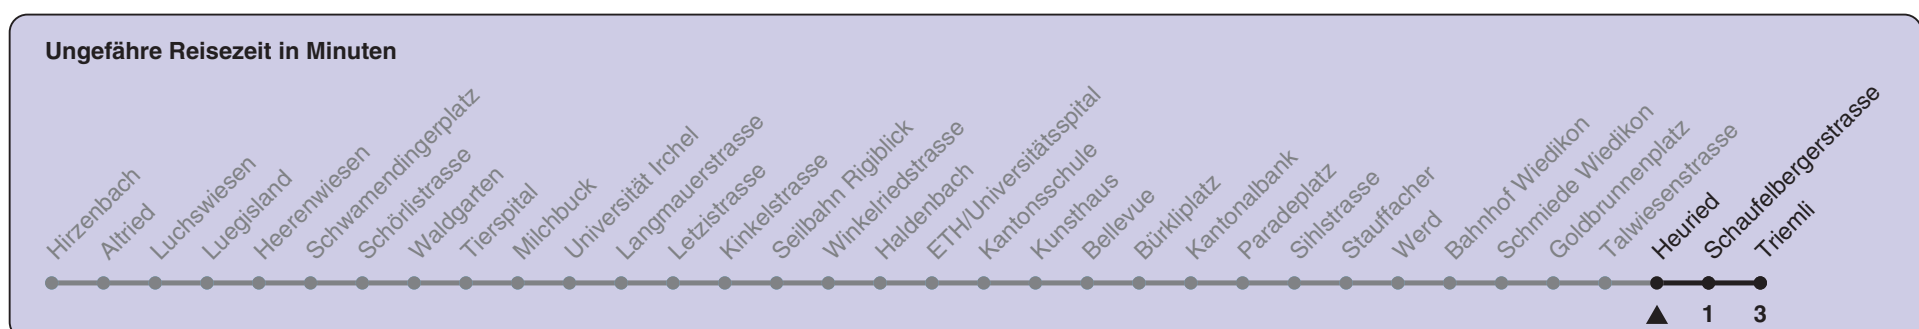 Ungefähre Reisezeit in Minuten
Hirzenbach
Altried
Luchswiesen
Luegisland
Heerenwiesen
Schwamendingerplatz
Schörlistrasse
Waldgarten
Tierspital
Milchbuck
Universität Irchel
Langmauerstrasse
Letzistrasse
Kinkelstrasse
Seilbahn Rigiblick
Winkelriedstrasse
Haldenbach
ETH/Universitätsspital
Kantonsschule
Kunsthaus
Bellevue
Bürkliplatz
Kantonalbank
Paradeplatz
Sihlstrasse
Stauffacher
Werd
Bahnhof Wiedikon
Schmiede Wiedikon
Goldbrunnenplatz
Talwiesenstrasse
Heuried
Schaufelbergerstrasse
Triemli
1 3